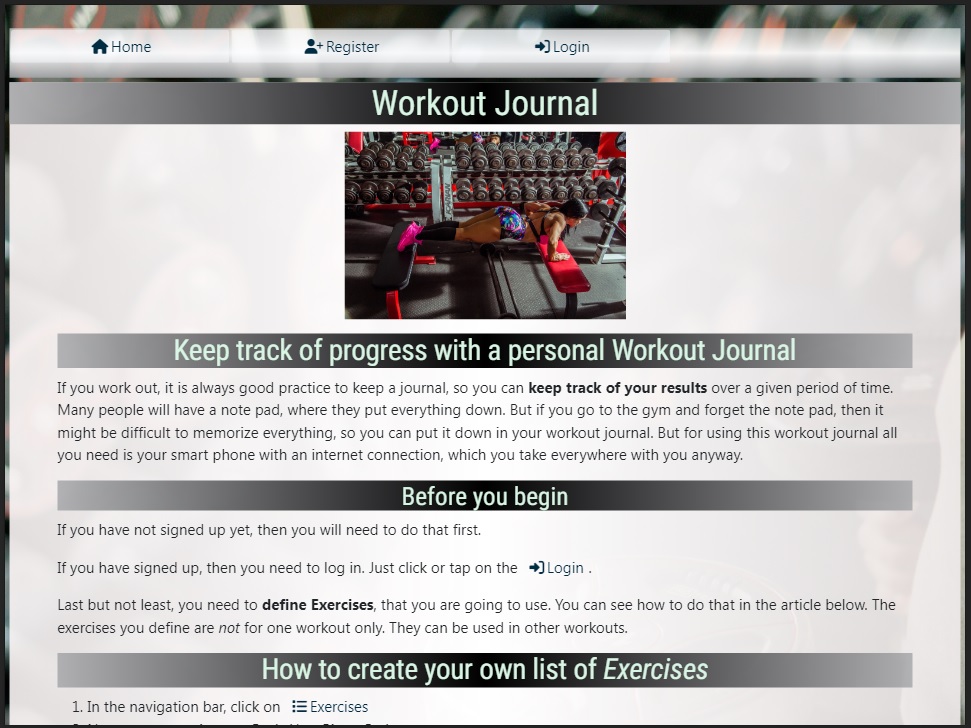 Home
Register
Login
Workout Journal
Keep track of progress with a personal Workout Journal
If you work out, it is always good practice to keep a journal, so you can keep track of your results over a given period of time.
Many people will have a note pad, where they put everything down. But if you go to the gym and forget the note pad, then it
might be difficult to memorize everything, so you can put it down in your workout journal. But for using this workout journal all
you need is your smart phone with an internet connection, which you take everywhere with you anyway.
Before you begin
If you have not signed up yet, then you will need to do that first.
If you have signed up, then you need to log in. Just click or tap on the Login .
Last but not least, you need to define Exercises, that you are going to use. You can see how to do that in the article below. The
exercises you define are not for one workout only. They can be used in other workouts.
How to create your own list of Exercises
1. In the navigation bar, click on Exercises